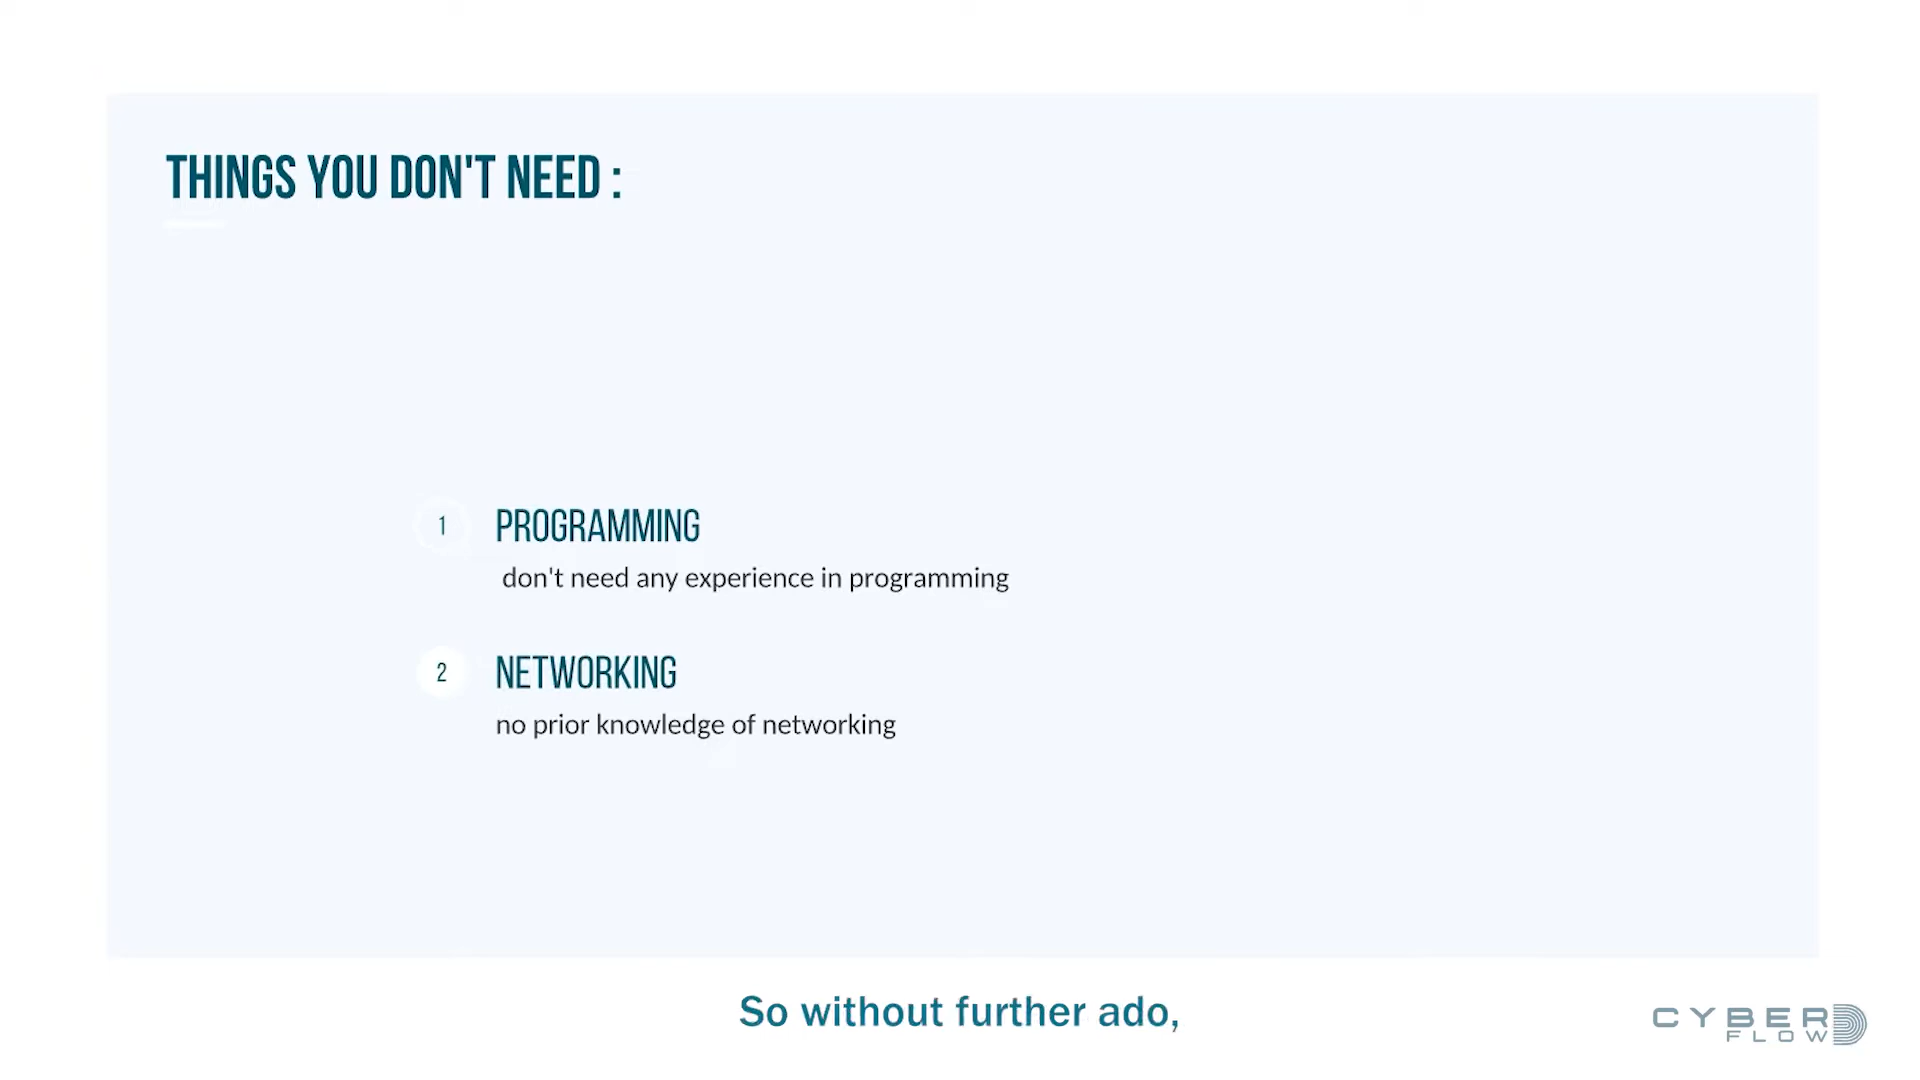 THINGS YOU DON'T NEED :
1 PROGRAMMING
don't need any experience in programming
2 NETWORKING
no prior knowledge of networking
So without further ado,
CYBER
FLOW